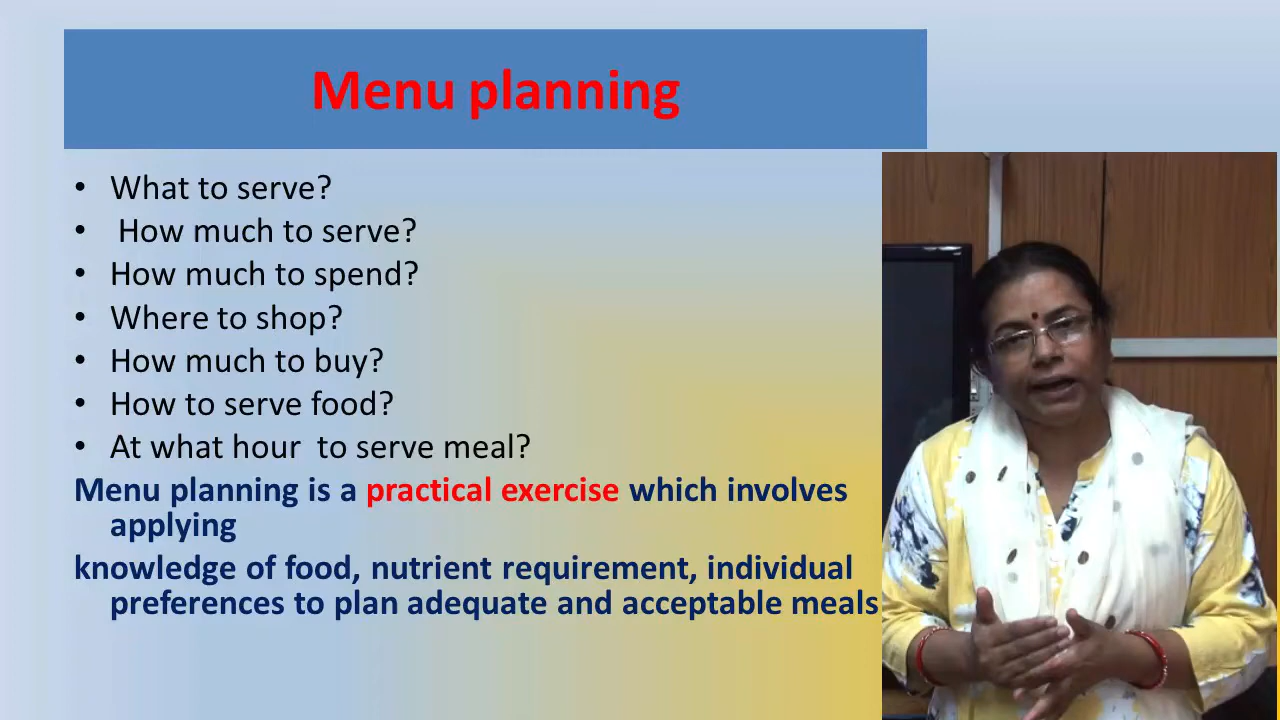 Menu planning
• What to serve?
• How much to serve?
• How much to spend?
• Where to shop?
• How much to buy?
• How to serve food?
• At what hour  to serve meal?
Menu planning is a practical exercise which involves
applying
knowledge of food, nutrient requirement, individual
preferences to plan adequate and acceptable meals